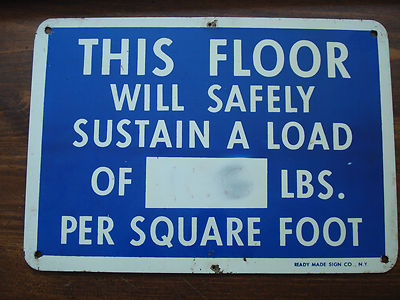 THIS FLOOR
WILL SAFELY
SUSTAIN A LOAD
OF LBS.
PER SQUARE FOOT
READY MADE SIGN CO., N.Y.